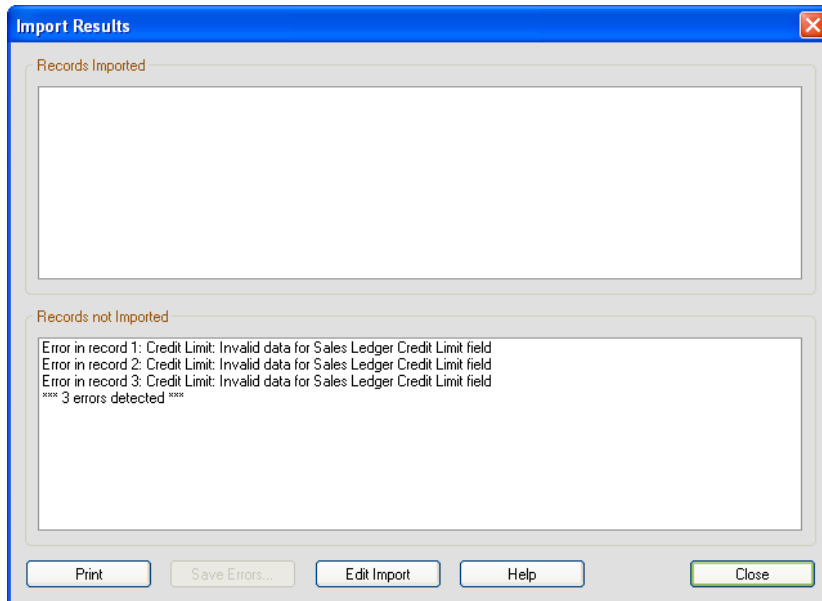 Import Results
Records Imported
Records not Imported
Error in record 1: Credit Limit: Invalid data for Sales Ledger Credit Limit field
Error in record 2: Credit Limit: Invalid data for Sales Ledger Credit Limit field
Error in record 3: Credit Limit: Invalid data for Sales Ledger Credit Limit field
*** 3 errors detected ***
Print Save Errors... Edit Import Help Close